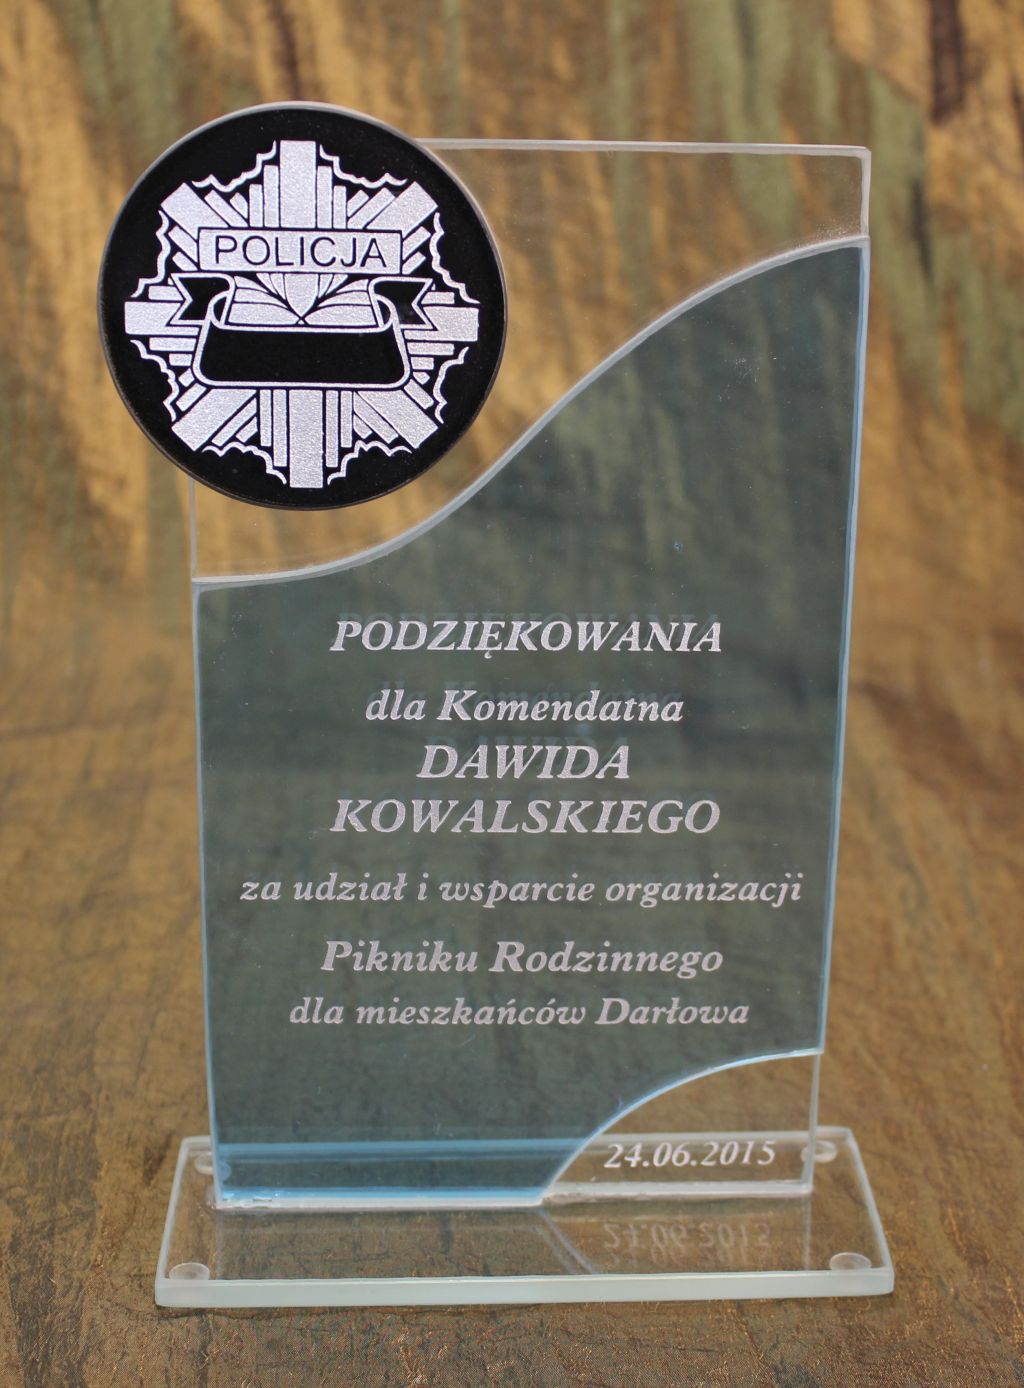 POLICJA
PODZIĘKOWANIA
dla Komendatna
DAWIDA
KOWALSKIEGO
za udział i wsparcie organizacji
Pikniku Rodzinnego
dla mieszkańców Darłowa
24.06.2015